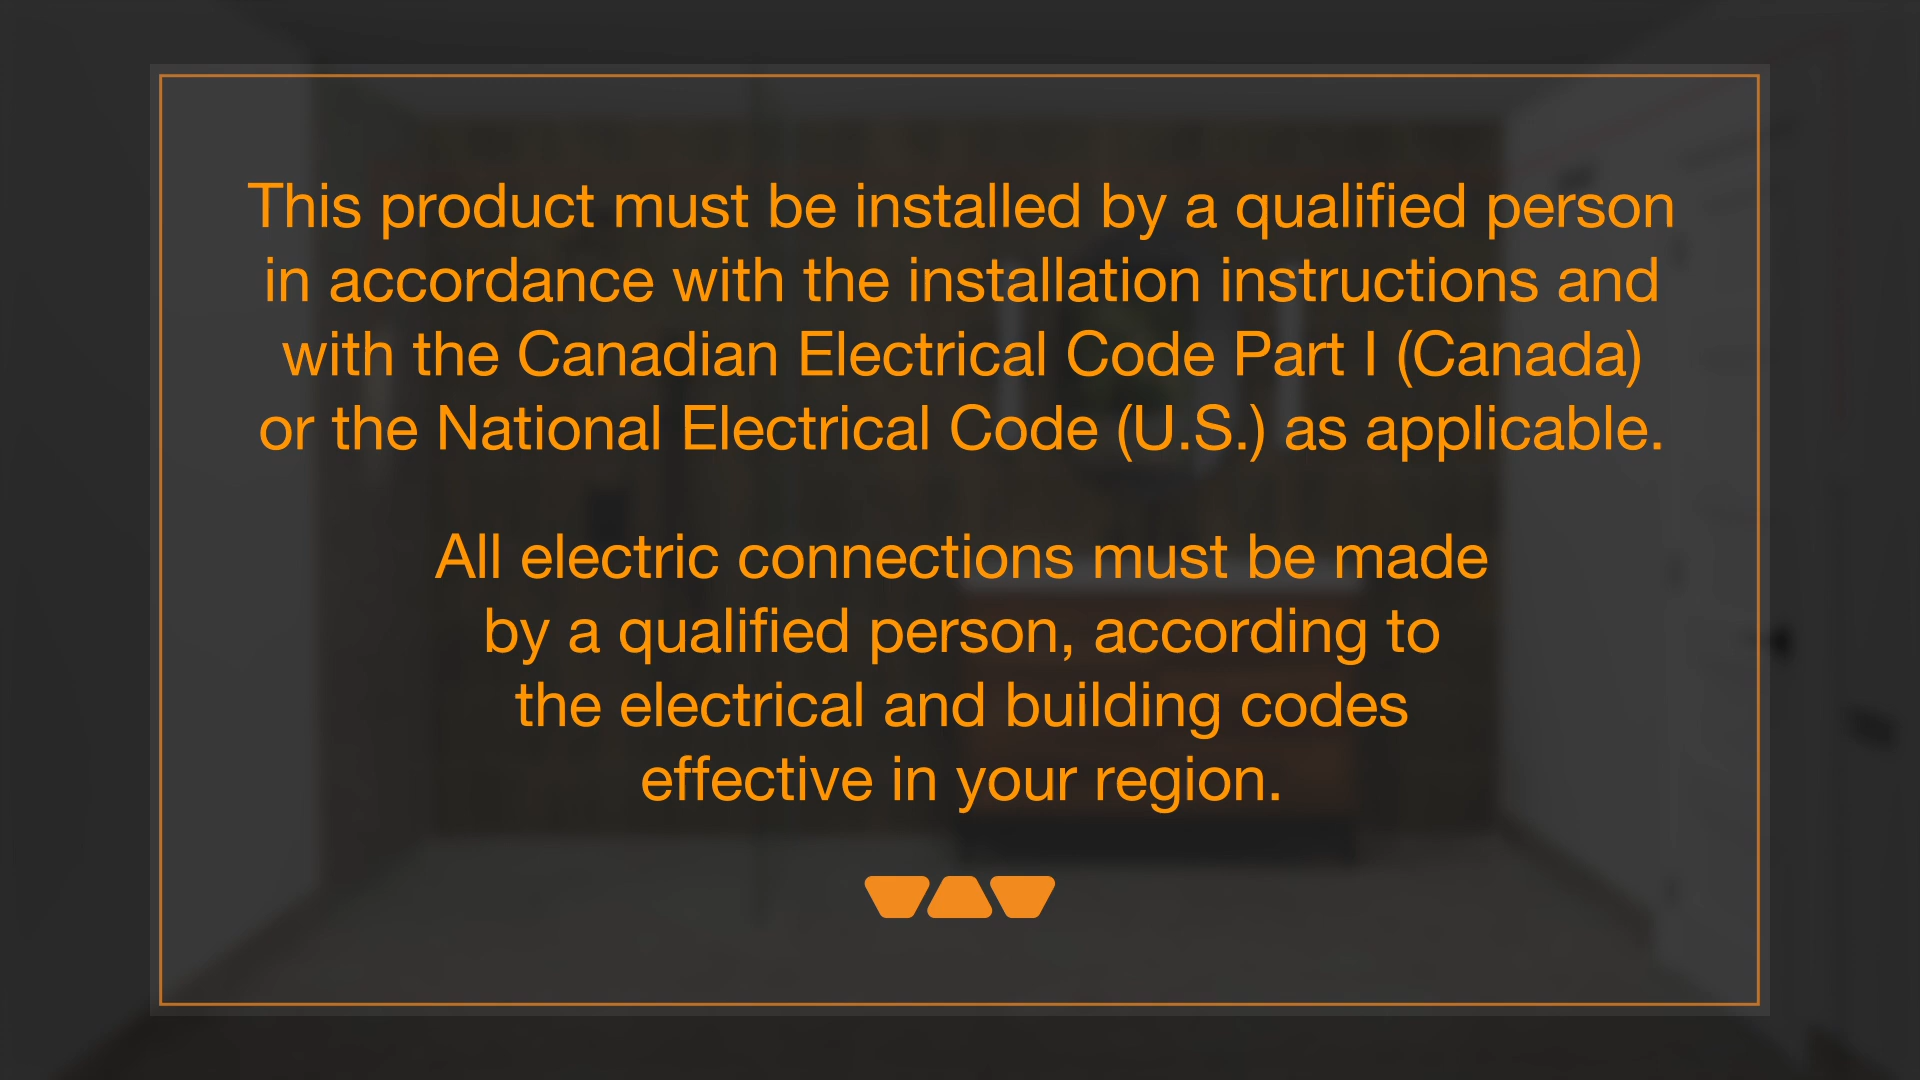 This product must be installed by a qualified person
in accordance with the installation instructions and
with the Canadian Electrical Code Part I (Canada)
or the National Electrical Code (U.S.) as applicable.
All electric connections must be made
by a qualified person, according to
the electrical and building codes
effective in your region.